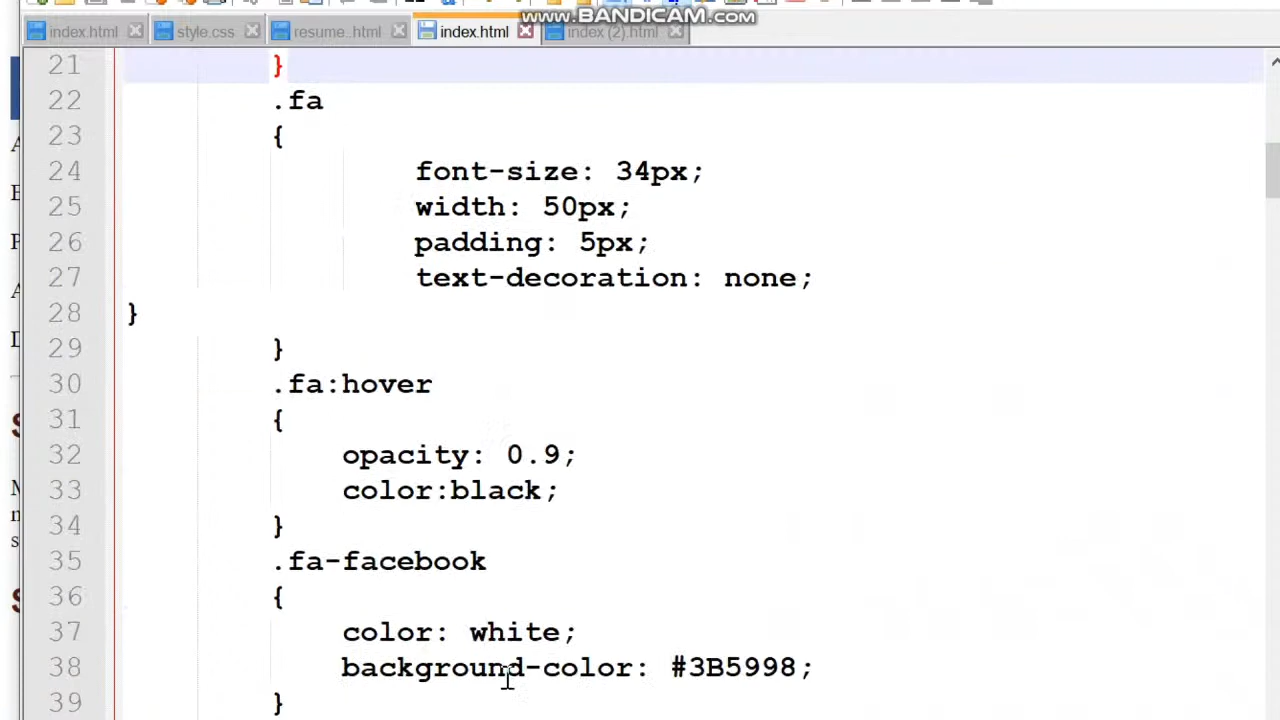 www.BANDICAM.com
index.html style.css resume..html index.html index (2).html
21 }
22 .fa
23 {
24 font-size: 34px;
25 width: 50px;
26 padding: 5px;
27 text-decoration: none;
28 }
29 }
30 .fa:hover
31 {
32 opacity: 0.9;
33 color:black;
34 }
35 .fa-facebook
36 {
37 color: white;
38 background-color: #3B5998;
39 }